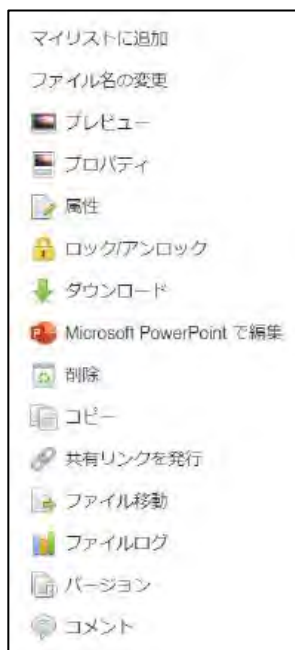 マイリストに追加
ファイル名の変更
プレビュー
プロパティ
属性
ロック/アンロック
ダウンロード
Microsoft PowerPoint で編集
削除
コピー
共有リンクを発行
ファイル移動
ファイルログ
バージョン
コメント